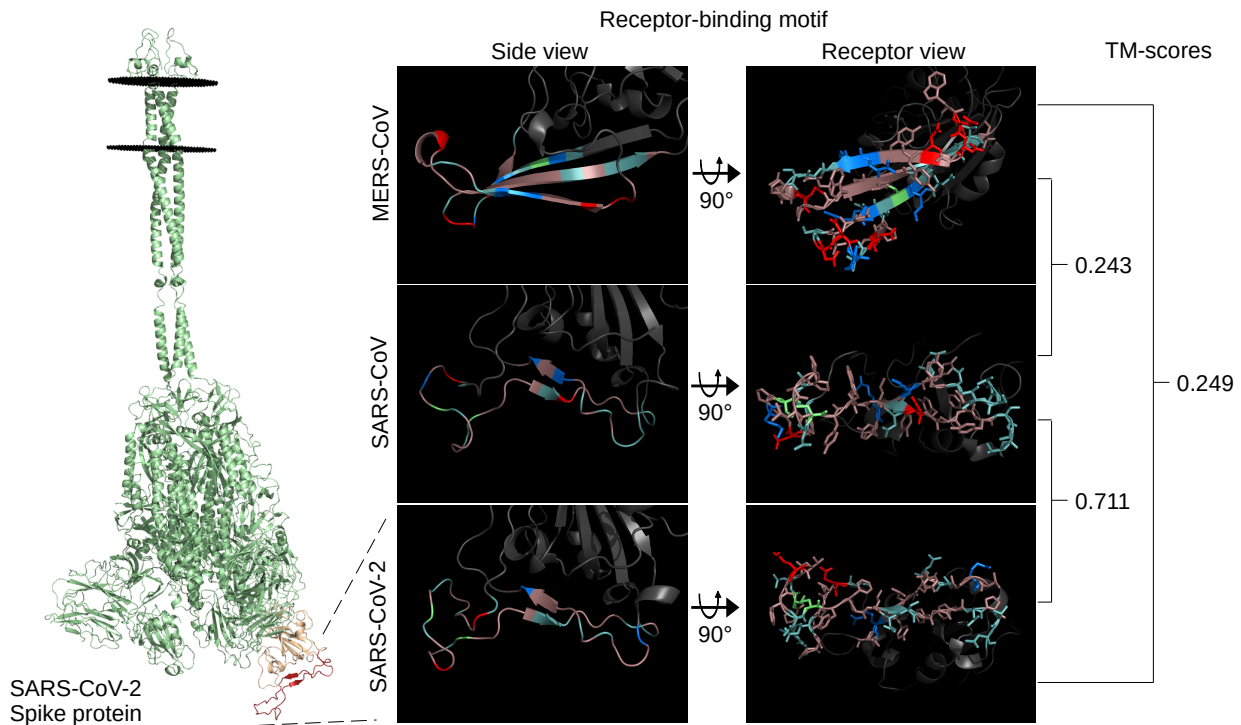 Receptor-binding motif
Side view
Receptor view
TM-scores
MERS-CoV
90°
0.243
SARS-CoV
90°
0.249
0.711
SARS-CoV-2
90°
SARS-CoV-2
Spike protein